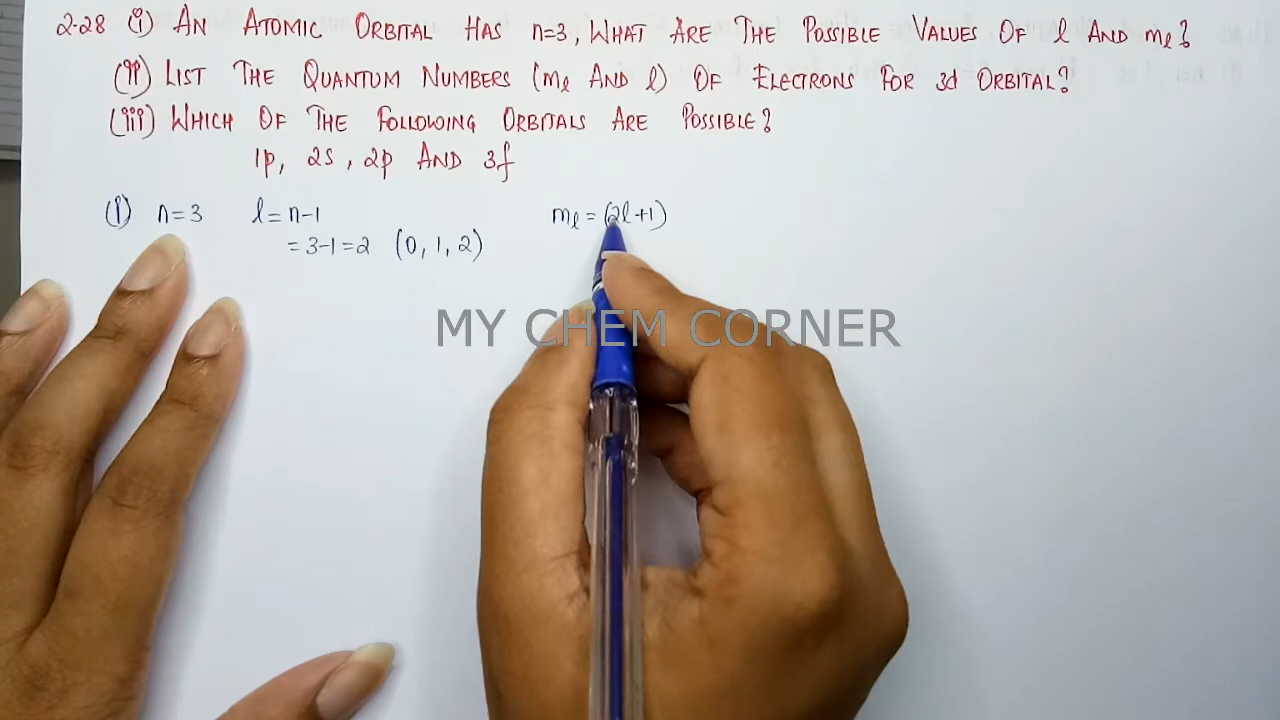 2.28 (i) AN ATOMIC ORBITAL HAS n=3, WHAT ARE THE POSSIBLE VALUES OF l AND mℓ?
(ii) LIST THE QUANTUM NUMBERS (mℓ AND l) OF ELECTRONS FOR 3d ORBITAL?
(iii) WHICH OF THE FOLLOWING ORBITALS ARE POSSIBLE?
1p, 2s, 2p AND 3f
(i) n=3 l=n-1 mℓ=(2l+1)
=3-1=2 (0, 1, 2)
MY CHEM CORNER